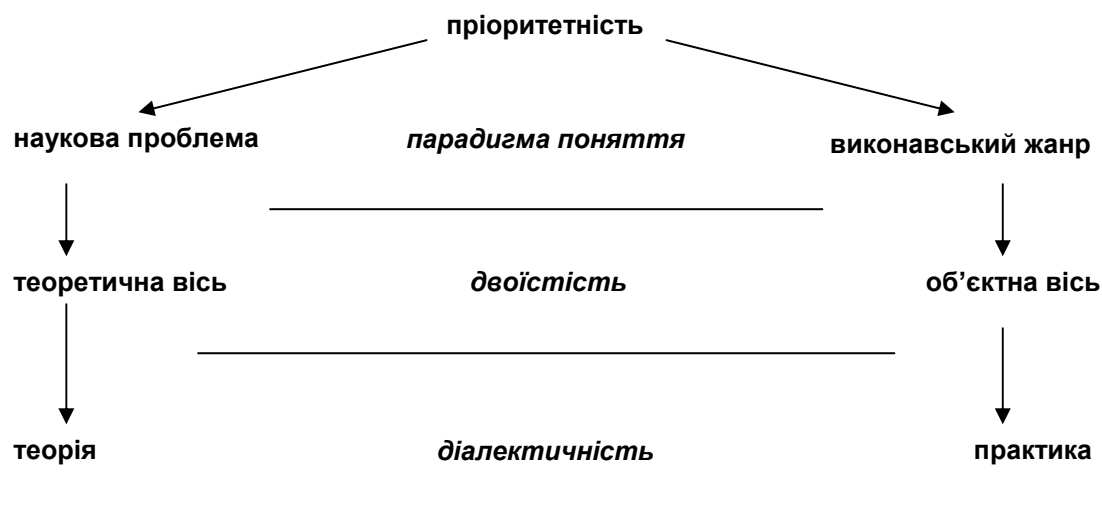 пріоритетність
наукова проблема парадигма поняття виконавський жанр
теоретична вісь двоїстість об’єктна вісь
теорія діалектичність практика